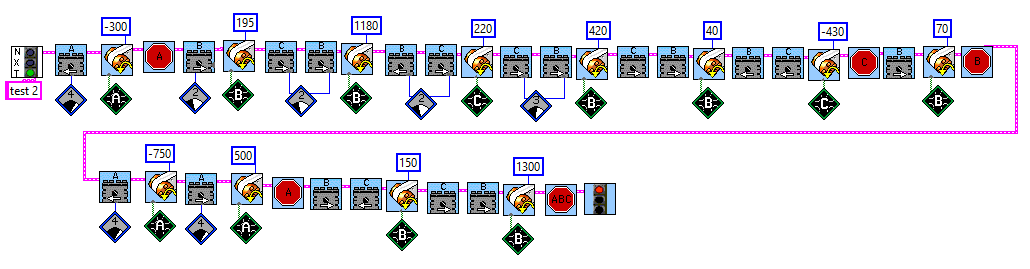 -300 195 1180 220 420 40 -430 70
N X T A A B B C B B C C B C B B C C B B
test 2 4 A 2 B 2 B 2 C 3 B B C B
-750 500 150 1300
A A A B C C B ABC
4 A 4 A B B